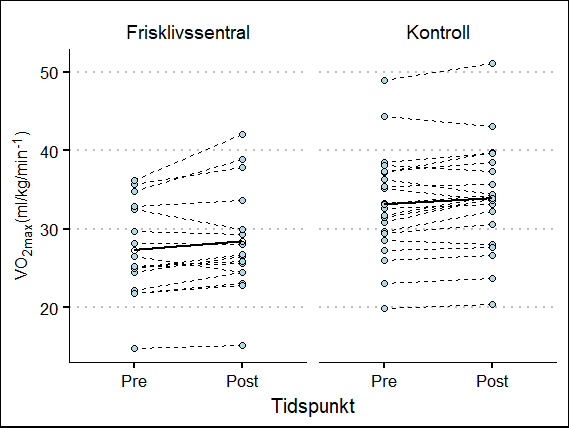 Frisklivssentral
Kontroll
VO2max (ml/kg/min-1)
50
40
30
20
Pre
Post
Pre
Post
Tidspunkt